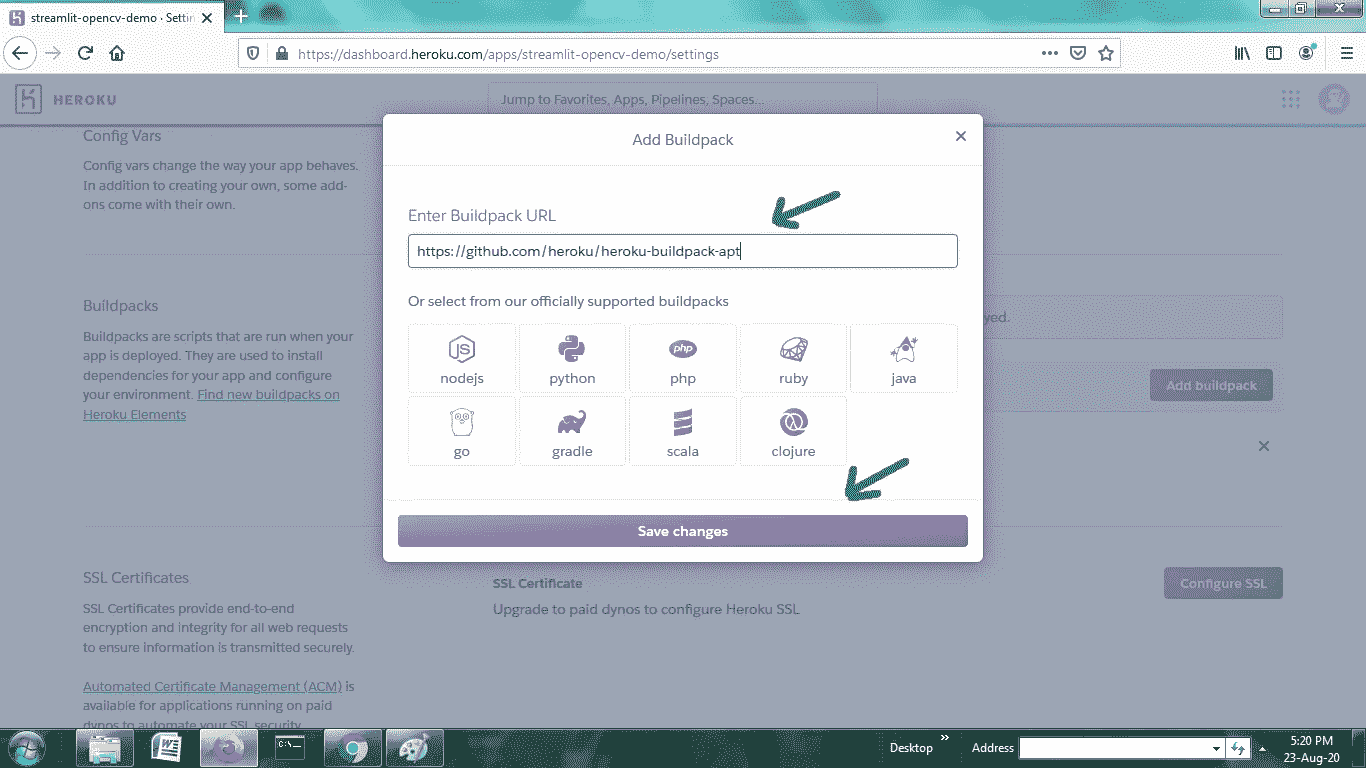 streamlit-opencv-demo · Settin
https://dashboard.heroku.com/apps/streamlit-opencv-demo/settings
HEROKU
Jump to Favorites, Apps, Pipelines, Spaces...
Config Vars
Config vars change the way your app behaves.
In addition to creating your own, some add-
ons come with their own.
Add Buildpack
Enter Buildpack URL
https://github.com/heroku/heroku-buildpack-apt
Or select from our officially supported buildpacks
nodejs
python
php
ruby
java
go
gradle
scala
clojure
Save changes
Buildpacks
Buildpacks are scripts that are run when your
app is deployed. They are used to install
dependencies for your app and configure
your environment. Find new buildpacks on
Heroku Elements
yed.
Add buildpack
SSL Certificates
SSL Certificates provide end-to-end
encryption and integrity for all web requests
to ensure information is transmitted securely.
Automated Certificate Management (ACM) is
available for applications running on paid
dynos to automate your SSL security
SSL Certificate
Upgrade to paid dynos to configure Heroku SSL
Configure SSL
Desktop
Address
5:20 PM
23-Aug-20